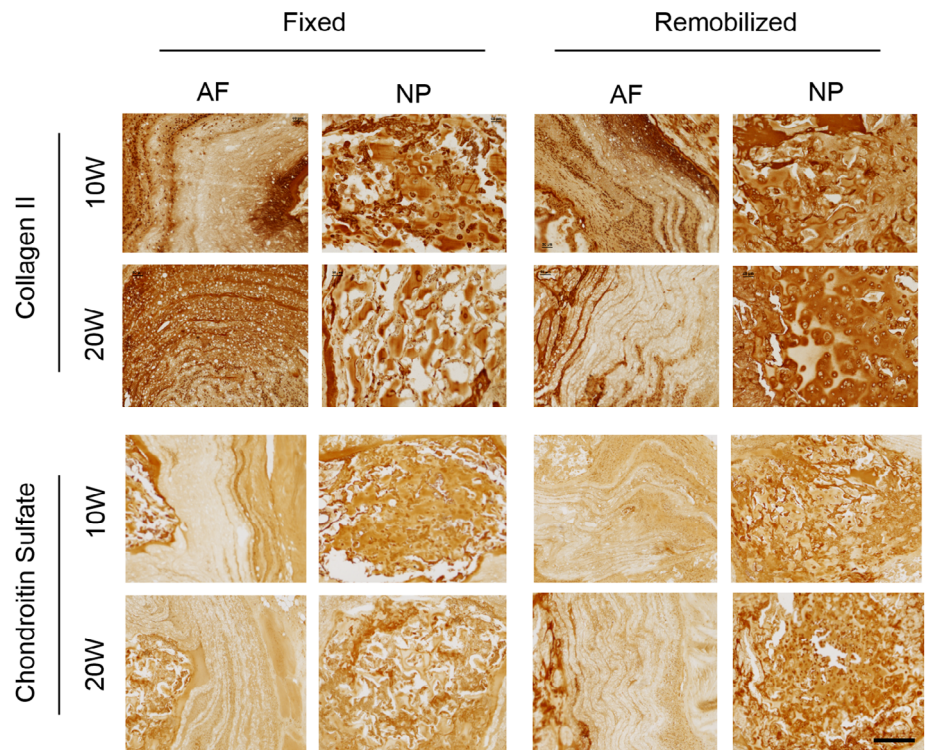 Fixed Remobilized
AF NP AF NP
Collagen II
10W
20W
Chondroitin Sulfate
10W
20W